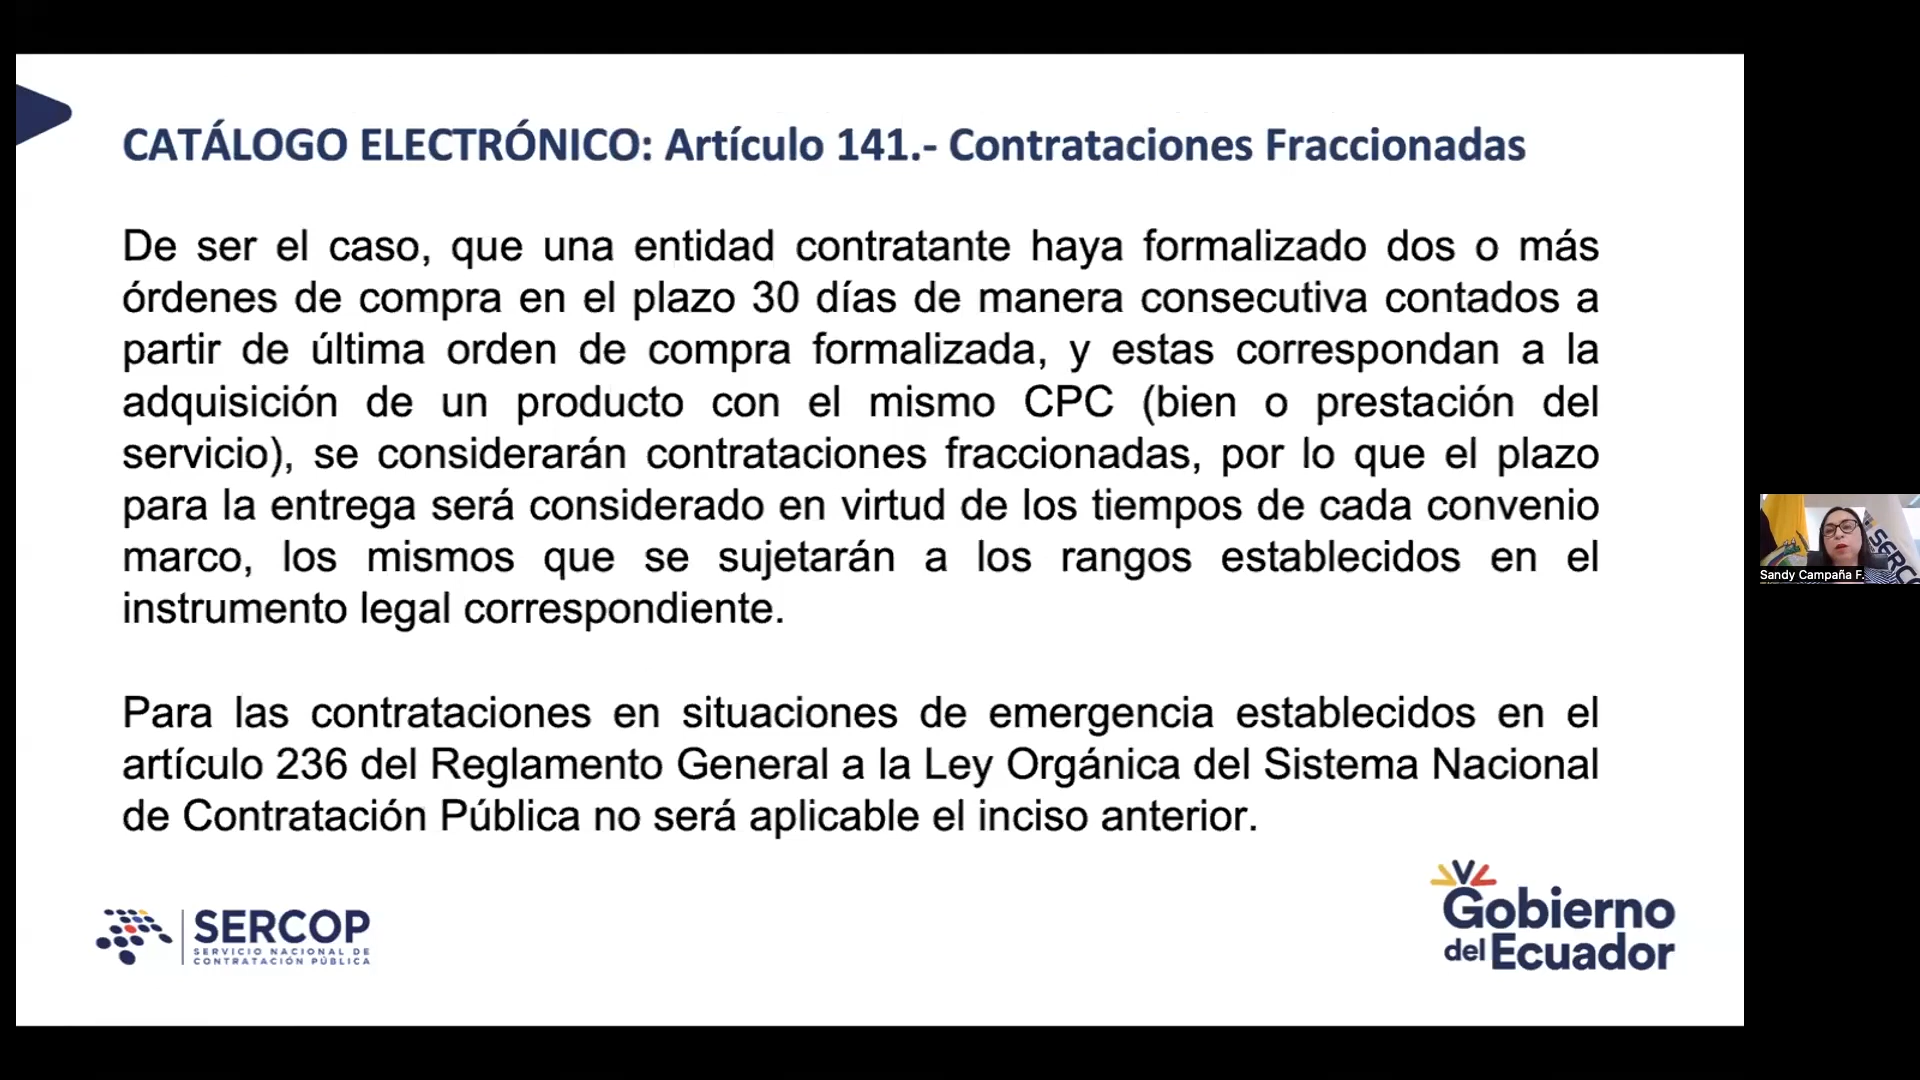 CATÁLOGO ELECTRÓNICO: Artículo 141.- Contrataciones Fraccionadas
De ser el caso, que una entidad contratante haya formalizado dos o más
órdenes de compra en el plazo 30 días de manera consecutiva contados a
partir de última orden de compra formalizada, y estas correspondan a la
adquisición de un producto con el mismo CPC (bien o prestación del
servicio), se considerarán contrataciones fraccionadas, por lo que el plazo
para la entrega será considerado en virtud de los tiempos de cada convenio
marco, los mismos que se sujetarán a los rangos establecidos en el
instrumento legal correspondiente.
Para las contrataciones en situaciones de emergencia establecidos en el
artículo 236 del Reglamento General a la Ley Orgánica del Sistema Nacional
de Contratación Pública no será aplicable el inciso anterior.
SERCOP
SERVICIO NACIONAL DE
CONTRATACIÓN PÚBLICA
Gobierno
del Ecuador
SERC
Sandy Campaña F.